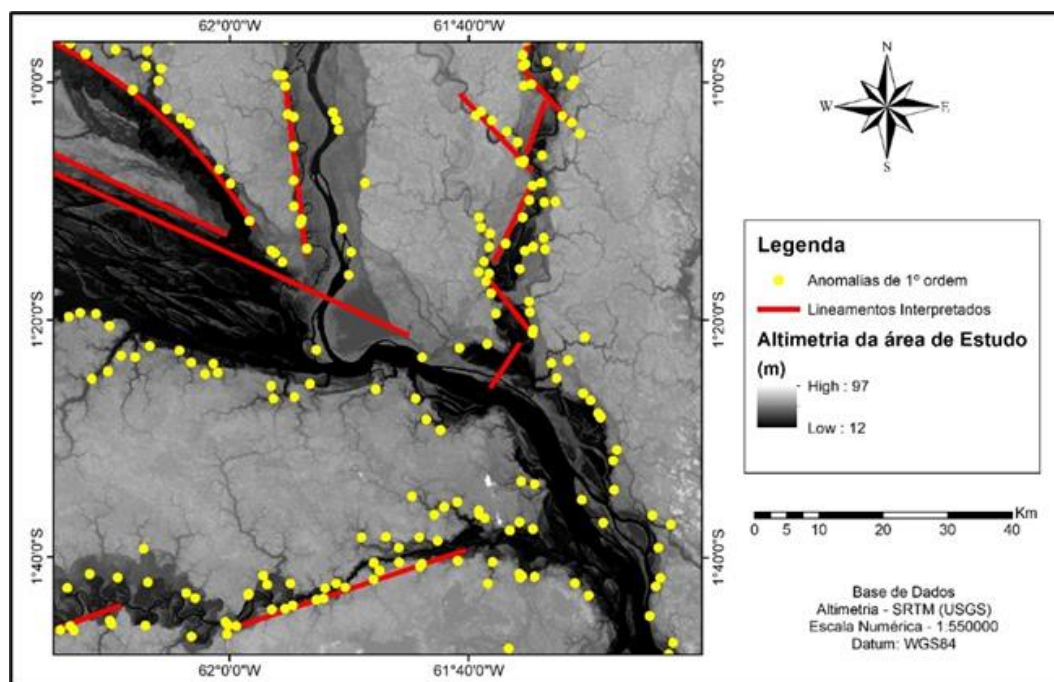 62°0'0"W
61°40'0"W
1°0'0"S
1°0'0"S
1°20'0"S
1°20'0"S
1°40'0"S
1°40'0"S
62°0'0"W
61°40'0"W
N
W
E
S
Legenda
Anomalias de 1º ordem
Lineamentos Interpretados
Altimetria da área de Estudo
(m)
High : 97
Low : 12
Km
0 5 10 20 30 40
Base de Dados
Altimetria - SRTM (USGS)
Escala Numérica - 1:550000
Datum: WGS84